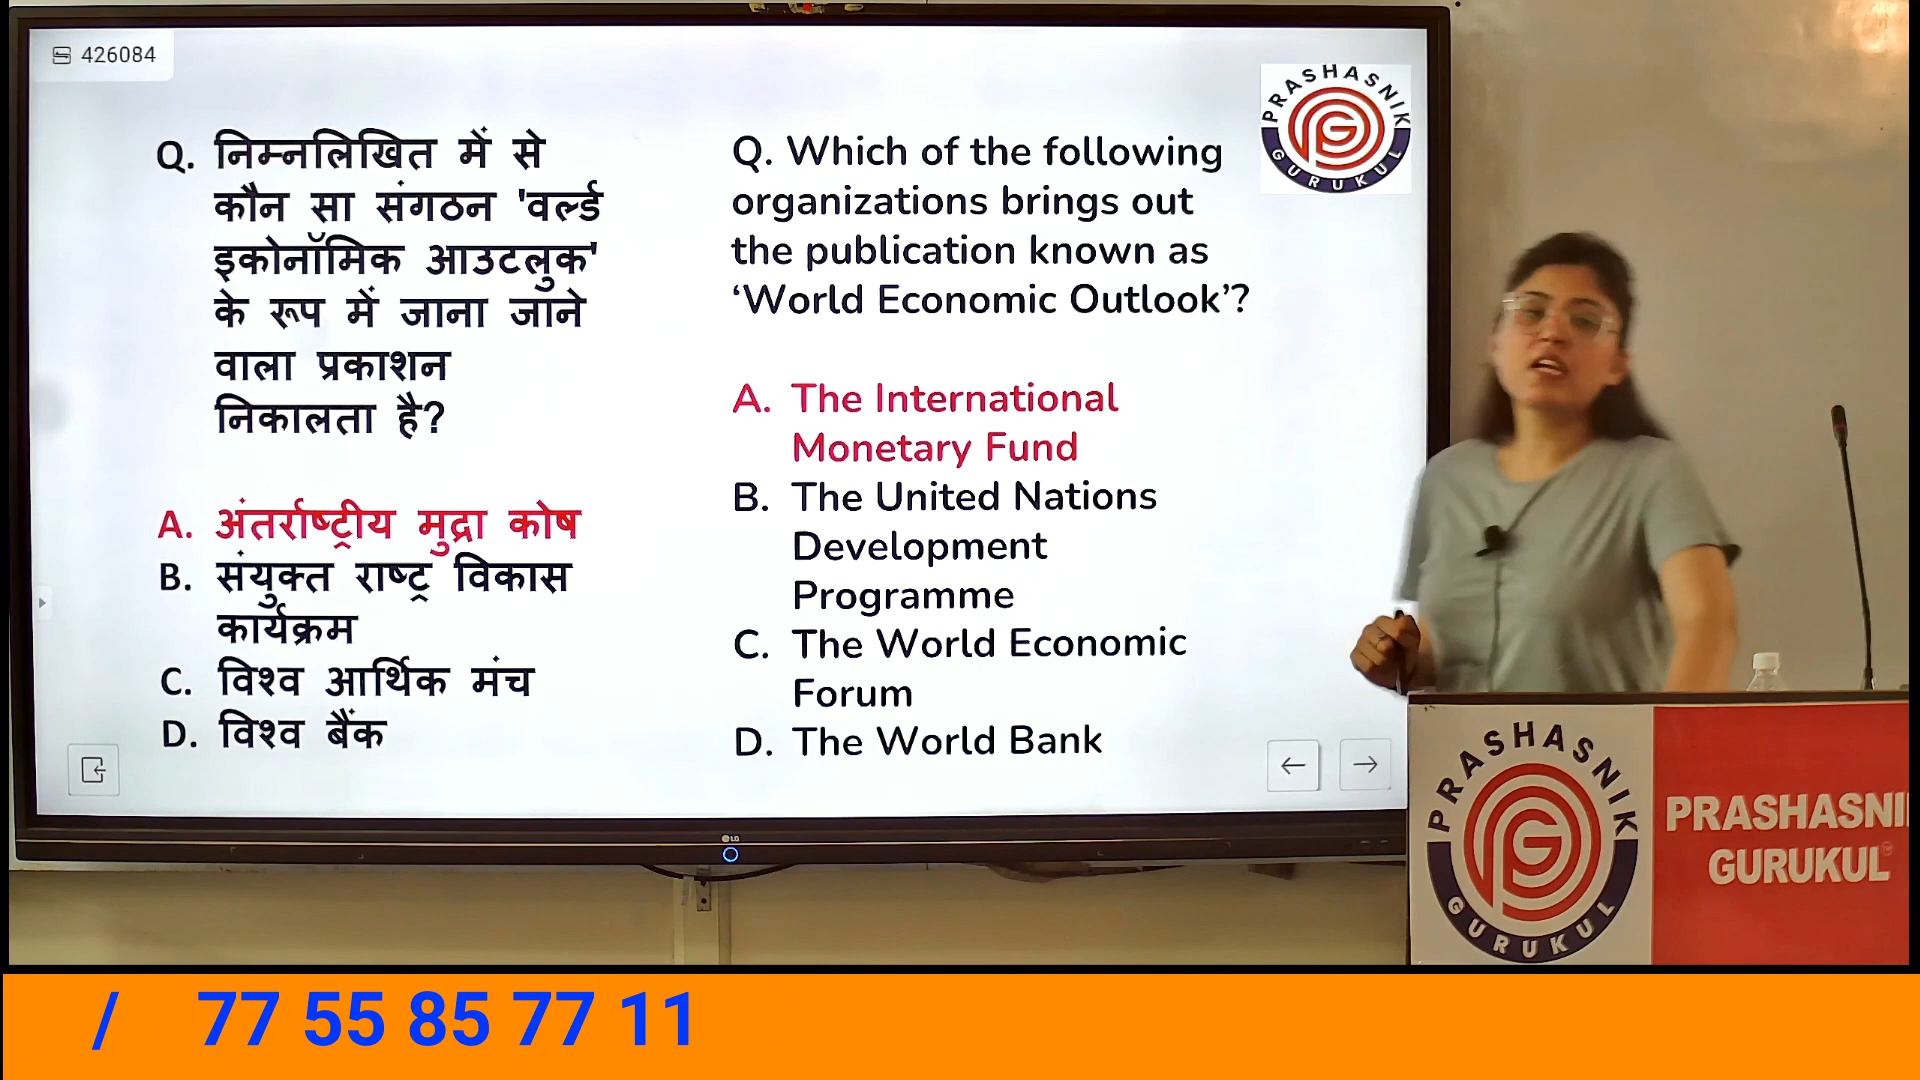 426084
Q. निम्नलिखित में से
कौन सा संगठन 'वर्ल्ड
इकोनॉमिक आउटलुक'
के रूप में जाना जाने
वाला प्रकाशन
निकालता है?
A. अंतर्राष्ट्रीय मुद्रा कोष
B. संयुक्त राष्ट्र विकास
कार्यक्रम
C. विश्व आर्थिक मंच
D. विश्व बैंक
Q. Which of the following
organizations brings out
the publication known as
‘World Economic Outlook’?
A. The International
Monetary Fund
B. The United Nations
Development
Programme
C. The World Economic
Forum
D. The World Bank
PRASHASNIK
GURUKUL
LG
PRASHASNIK
GURUKUL
PRASHASNI
GURUKUL
/ 77 55 85 77 11